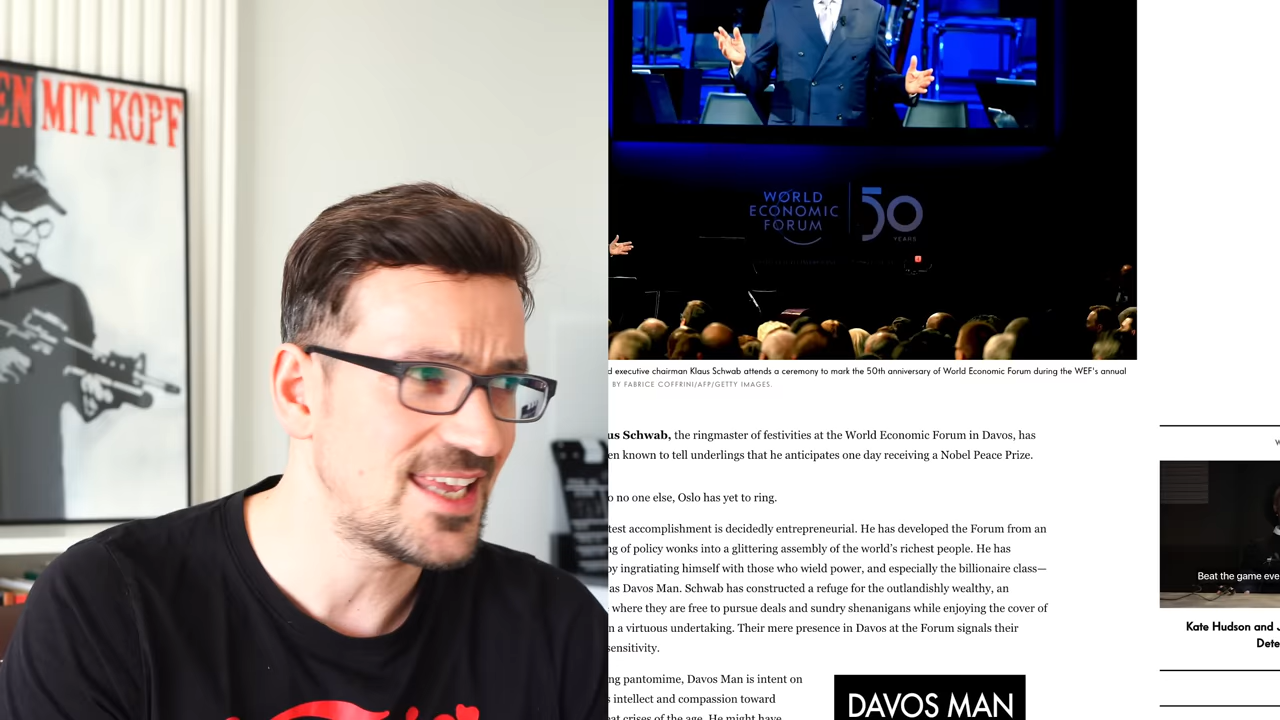 EN MIT KOPF
WORLD
ECONOMIC
FORUM
50
YEARS
d executive chairman Klaus Schwab attends a ceremony to mark the 50th anniversary of World Economic Forum during the WEF's annual
BY FABRICE COFFRINI/AFP/GETTY IMAGES.
us Schwab, the ringmaster of festivities at the World Economic Forum in Davos, has
en known to tell underlings that he anticipates one day receiving a Nobel Peace Prize.
o no one else, Oslo has yet to ring.
test accomplishment is decidedly entrepreneurial. He has developed the Forum from an
ng of policy wonks into a glittering assembly of the world's richest people. He has
by ingratiating himself with those who wield power, and especially the billionaire class—
as Davos Man. Schwab has constructed a refuge for the outlandishly wealthy, an
where they are free to pursue deals and sundry shenanigans while enjoying the cover of
n a virtuous undertaking. Their mere presence in Davos at the Forum signals their
sensitivity.
ng pantomime, Davos Man is intent on
s intellect and compassion toward
at crises of the age. He might have
DAVOS MAN
Beat the game eve
Kate Hudson and J
Dete